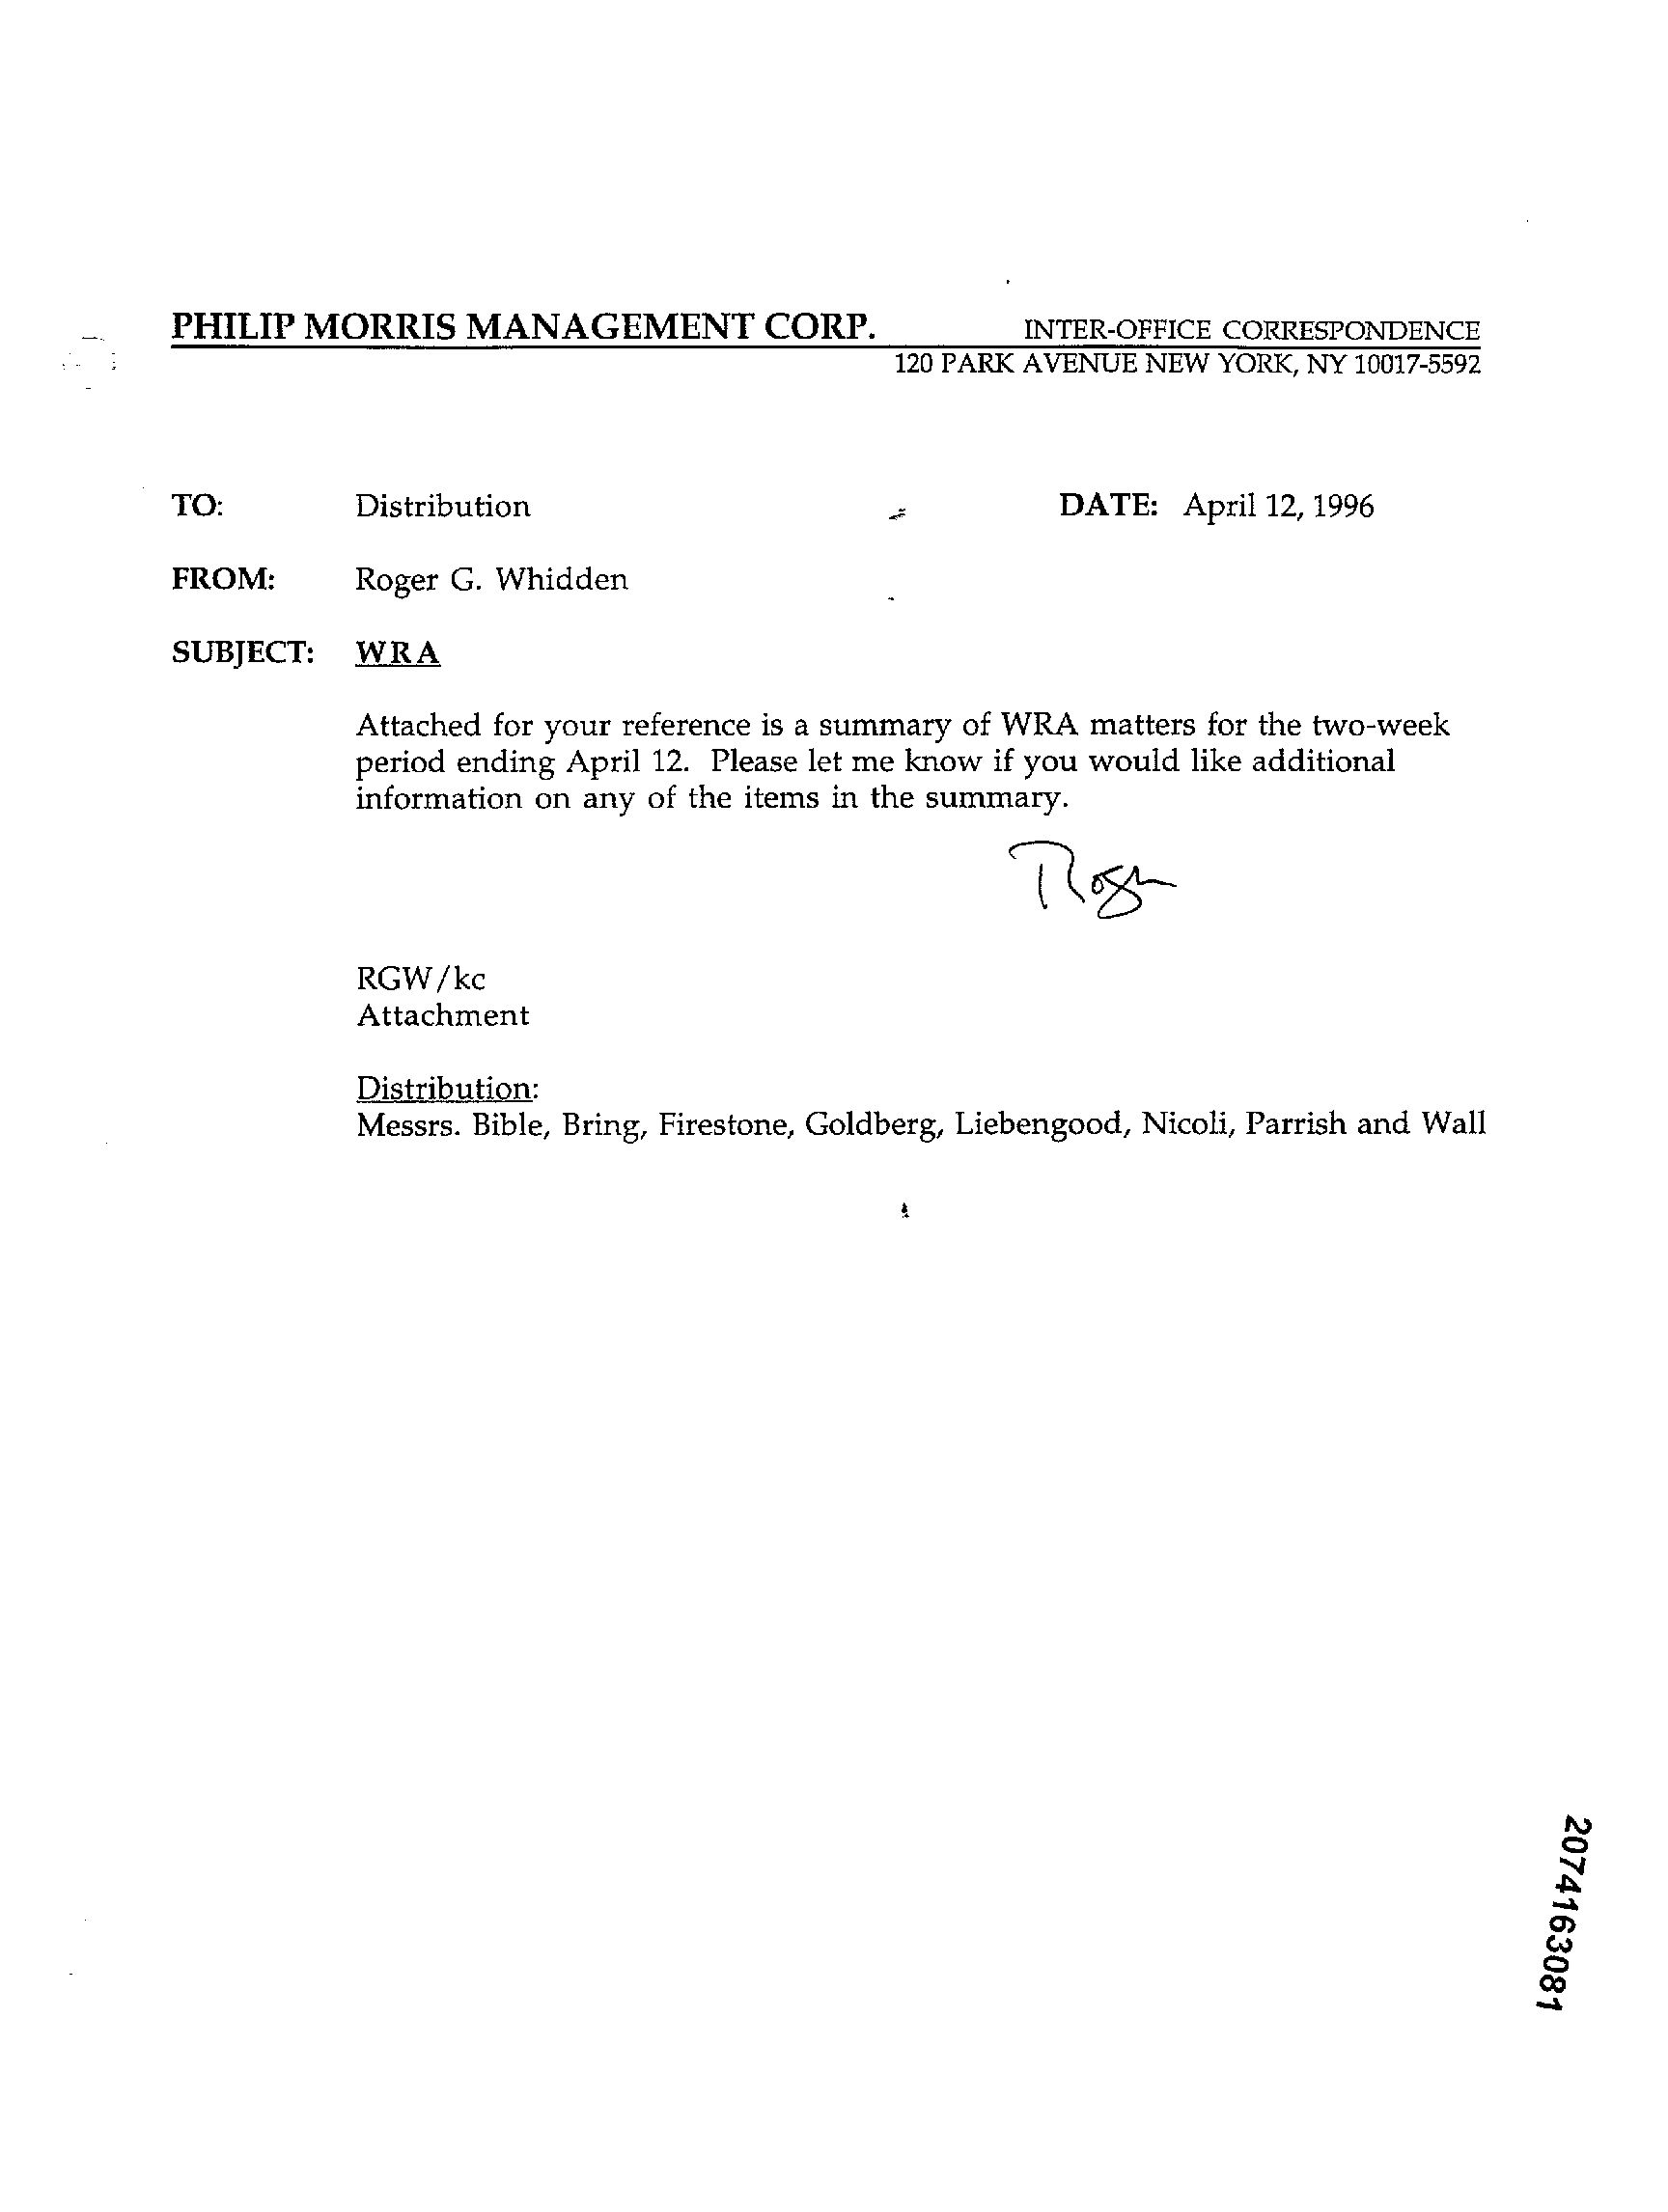 PHILIP MORRIS MANAGEMENT CORP. INTER-OFFICE CORRESPONDENCE
120 PARK AVENUE NEW YORK, NY 10017-5592
TO: Distribution DATE: April 12, 1996
FROM: Roger G. Whidden
SUBJECT: WRA
Attached for your reference is a summary of WRA matters for the two-week
period ending April 12. Please let me know if you would like additional
information on any of the items in the summary.
Roger
RGW/kc
Attachment
Distribution:
Messrs. Bible, Bring, Firestone, Goldberg, Liebengood, Nicoli, Parrish and Wall
2074163081